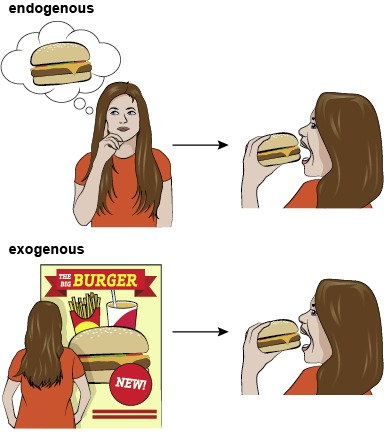 endogenous
exogenous
THE BIG BURGER
NEW!